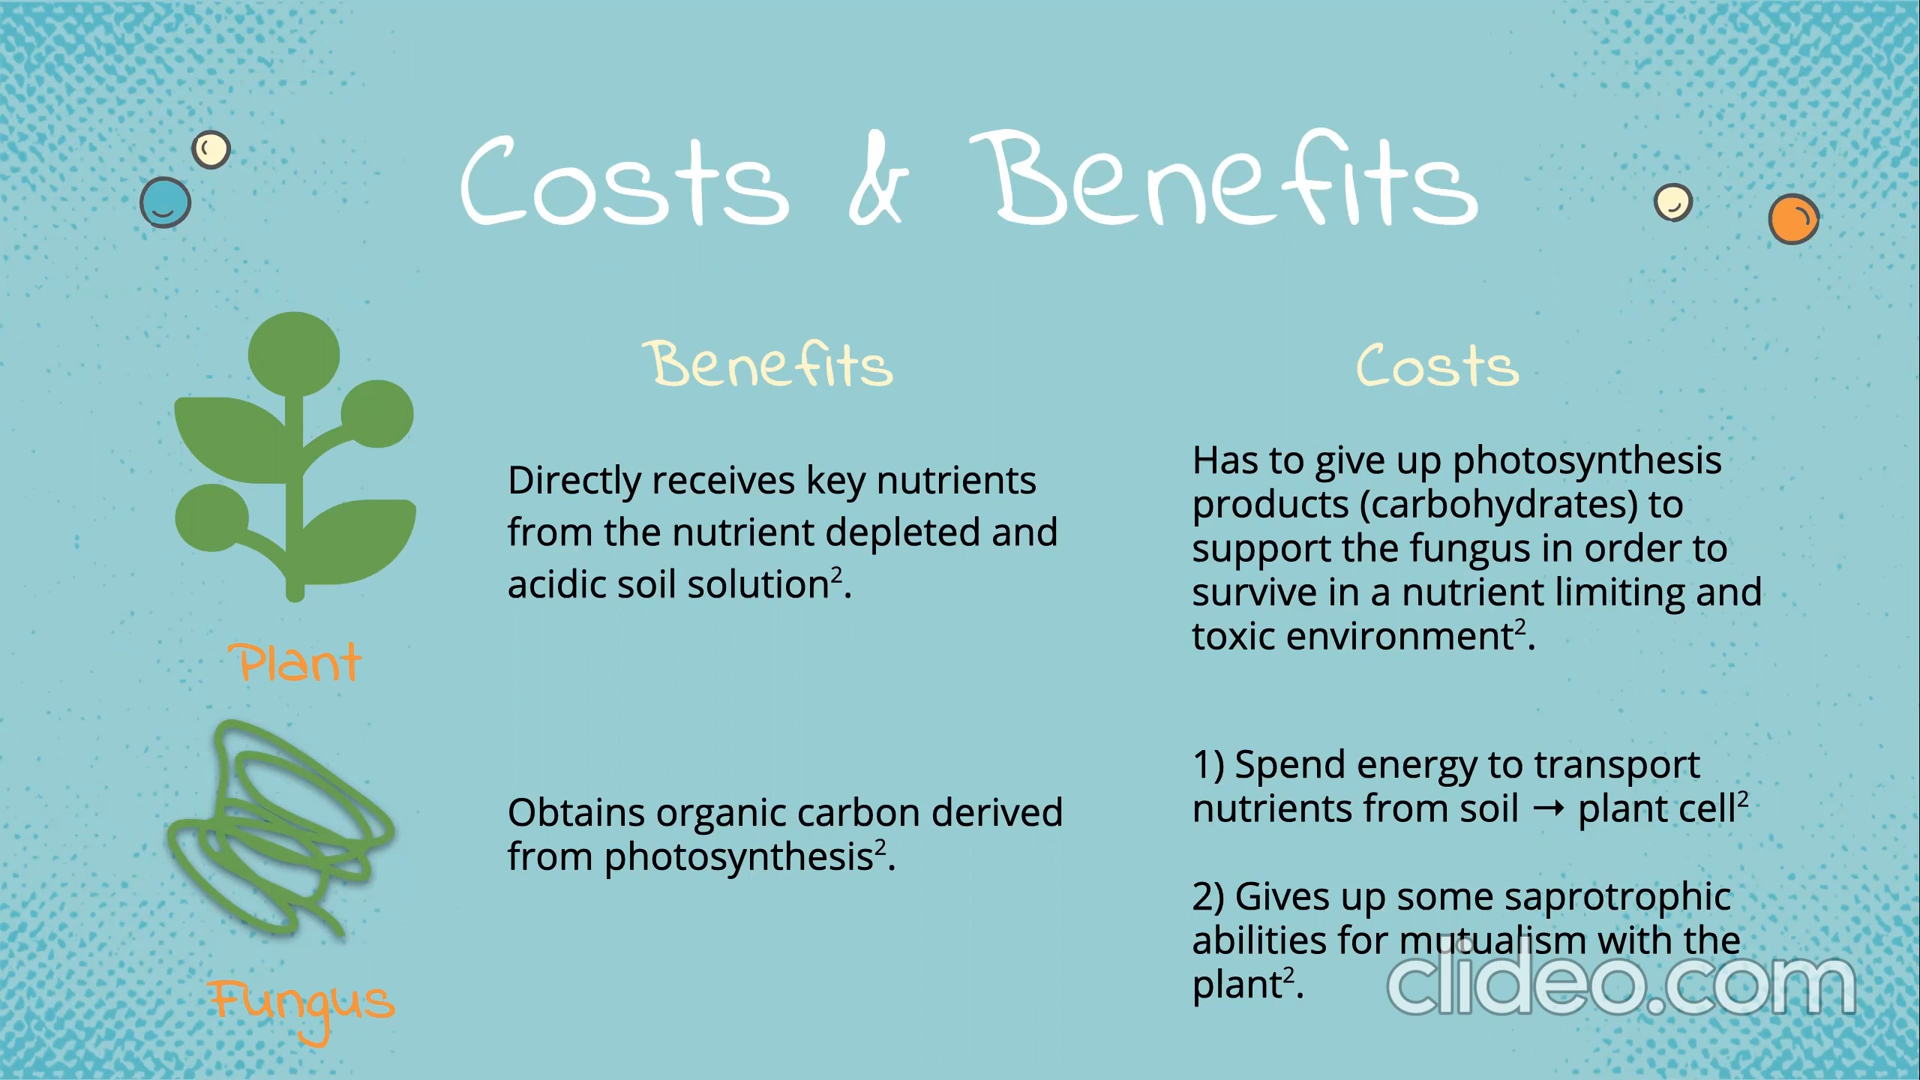 Costs & Benefits
Benefits
Costs
Directly receives key nutrients
from the nutrient depleted and
acidic soil solution².
Has to give up photosynthesis
products (carbohydrates) to
support the fungus in order to
survive in a nutrient limiting and
toxic environment².
Plant
Obtains organic carbon derived
from photosynthesis².
1) Spend energy to transport
nutrients from soil → plant cell²
2) Gives up some saprotrophic
abilities for mutualism with the
plant².
Fungus
clideo.com